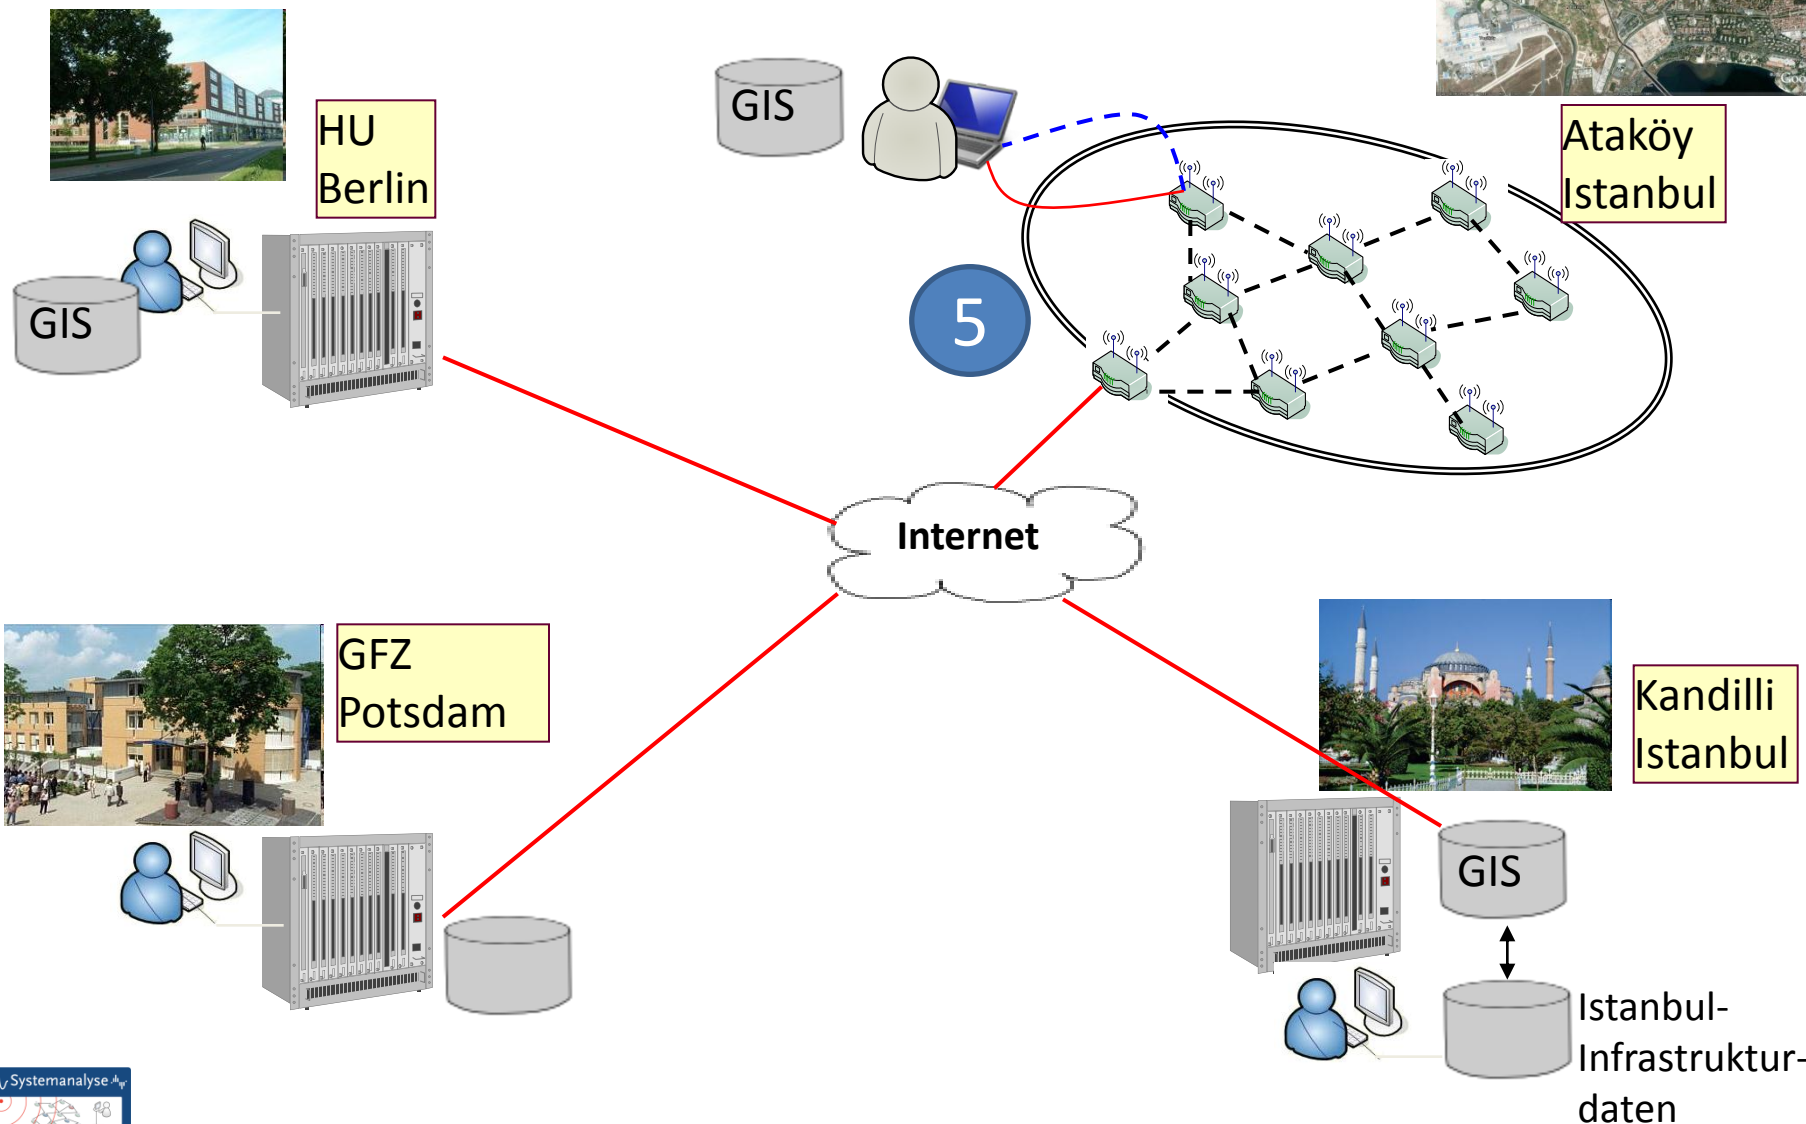 GIS
HU
Berlin
Ataköy
Istanbul
GIS
5
Internet
GFZ
Potsdam
Kandilli
Istanbul
GIS
Istanbul-
Infrastruktur-
daten
Systemanalyse